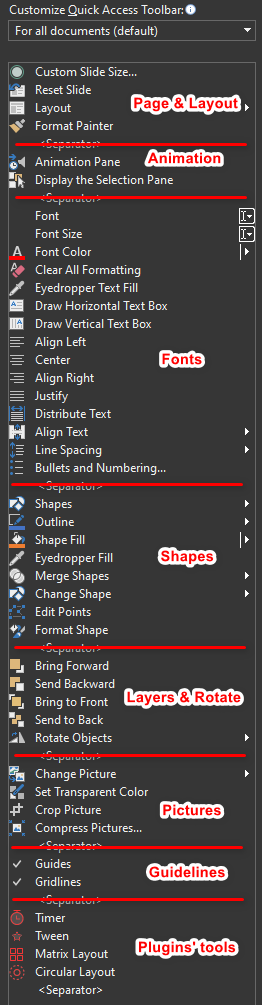 Customize Quick Access Toolbar:
For all documents (default)
Custom Slide Size...
Reset Slide
Layout
Page & Layout
Format Painter
<Separator>
Animation Pane
Animation
Display the Selection Pane
<Separator>
Font
Font Size
Font Color
Clear All Formatting
Eyedropper Text Fill
Draw Horizontal Text Box
Draw Vertical Text Box
Align Left
Center
Fonts
Align Right
Justify
Distribute Text
Align Text
Line Spacing
Bullets and Numbering...
<Separator>
Shapes
Outline
Shape Fill
Shapes
Eyedropper Fill
Merge Shapes
Change Shape
Edit Points
Format Shape
<Separator>
Bring Forward
Send Backward
Layers & Rotate
Bring to Front
Send to Back
Rotate Objects
<Separator>
Change Picture
Set Transparent Color
Crop Picture
Pictures
Compress Pictures...
<Separator>
Guides
Guidelines
Gridlines
<Separator>
Timer
Tween
Plugins' tools
Matrix Layout
Circular Layout
<Separator>